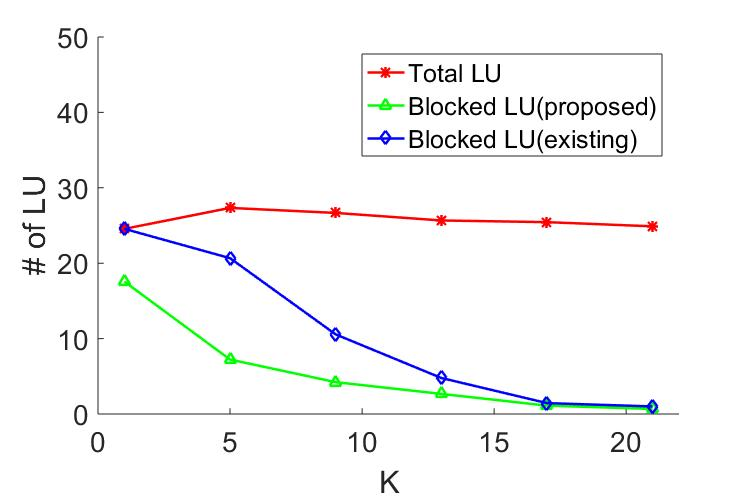 50
40
30
20
10
0
# of LU
Total LU
Blocked LU(proposed)
Blocked LU(existing)
0 5 10 15 20
K